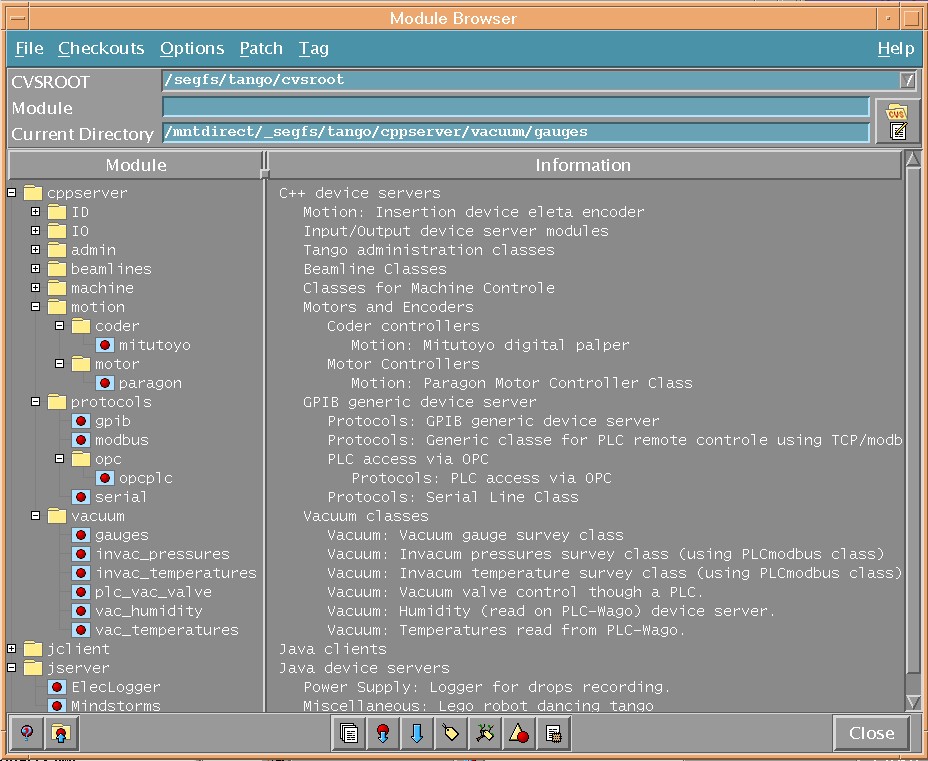 Module Browser
File Checkouts Options Patch Tag Help
CVSROOT /segfs/tango/cvsroot
Module
Current Directory /mntdirect/_segfs/tango/cppserver/vacuum/gauges
CVS
Module Information
cppserver C++ device servers
ID Motion: Insertion device eleta encoder
IO Input/Output device server modules
admin Tango administration classes
beamlines Beamline Classes
machine Classes for Machine Controle
motion Motors and Encoders
coder Coder controllers
mitutoyo Motion: Mitutoyo digital palper
motor Motor Controllers
paragon Motion: Paragon Motor Controller Class
protocols GPIB generic device server
gpib Protocols: GPIB generic device server
modbus Protocols: Generic classe for PLC remote controle using TCP/modb
opc PLC access via OPC
opcplc Protocols: PLC access via OPC
serial Protocols: Serial Line Class
vacuum Vacuum classes
gauges Vacuum: Vacuum gauge survey class
invac_pressures Vacuum: Invacum pressures survey class (using PLCmodbus class)
invac_temperatures Vacuum: Invacum temperature survey class (using PLCmodbus class)
plc_vac_valve Vacuum: Vacuum valve control though a PLC.
vac_humidity Vacuum: Humidity (read on PLC-Wago) device server.
vac_temperatures Vacuum: Temperatures read from PLC-Wago.
jclient Java clients
jserver Java device servers
ElecLogger Power Supply: Logger for drops recording.
Mindstorms Miscellaneous: Lego robot dancing tango
? Close